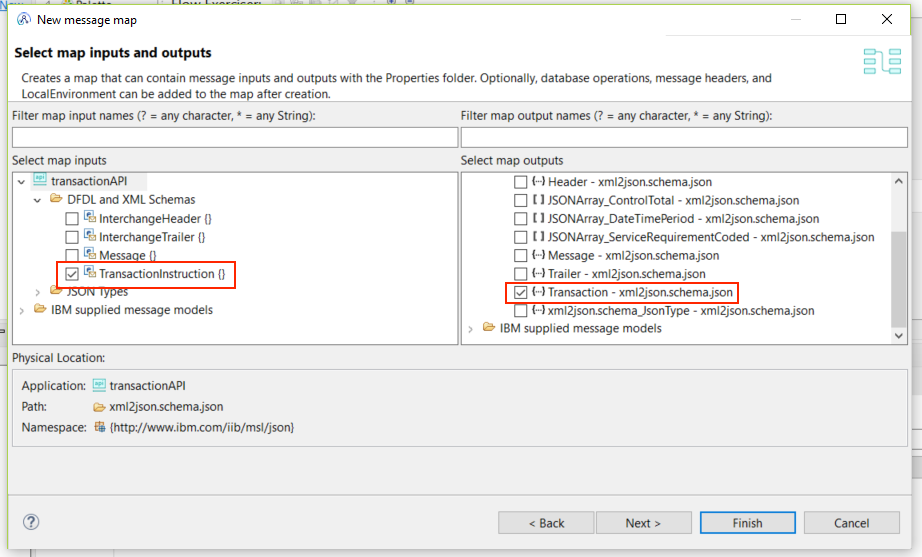 New message map
Select map inputs and outputs
Creates a map that can contain message inputs and outputs with the Properties folder. Optionally, database operations, message headers, and
LocalEnvironment can be added to the map after creation.
Filter map input names (? = any character, * = any String):
Filter map output names (? = any character, * = any String):
Select map inputs
transactionAPI
DFDL and XML Schemas
InterchangeHeader {}
InterchangeTrailer {}
Message {}
TransactionInstruction {}
JSON Types
IBM supplied message models
Select map outputs
Header - xml2json.schema.json
JSONArray_ControlTotal - xml2json.schema.json
JSONArray_DateTimePeriod - xml2json.schema.json
JSONArray_ServiceRequirementCoded - xml2json.schema.json
Message - xml2json.schema.json
Trailer - xml2json.schema.json
Transaction - xml2json.schema.json
xml2json.schema_JsonType - xml2json.schema.json
IBM supplied message models
Physical Location:
Application: transactionAPI
Path: xml2json.schema.json
Namespace: {http://www.ibm.com/iib/msl/json}
< Back
Next >
Finish
Cancel